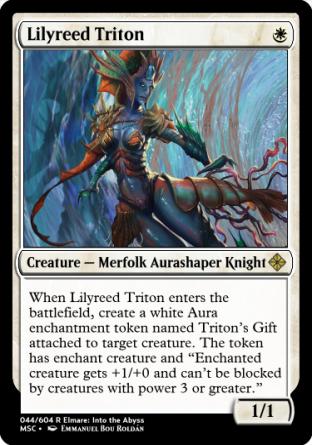 Lilyreed Triton
Creature — Merfolk Aurashaper Knight
When Lilyreed Triton enters the
battlefield, create a white Aura
enchantment token named Triton's Gift
attached to target creature. The token
has enchant creature and “Enchanted
creature gets +1/+0 and can't be blocked
by creatures with power 3 or greater.”
1/1
044/604 R Elmare: Into the Abyss
MSC • Emmanuel Bou Roldán